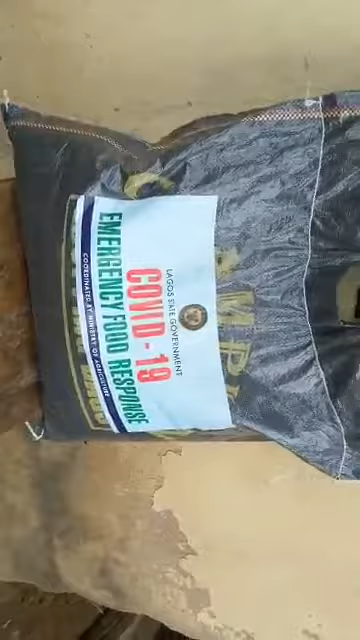 LAGOS STATE GOVERNMENT
COVID - 19
EMERGENCY FOOD RESPONSE
COORDINATED BY MINISTRY OF AGRICULTURE